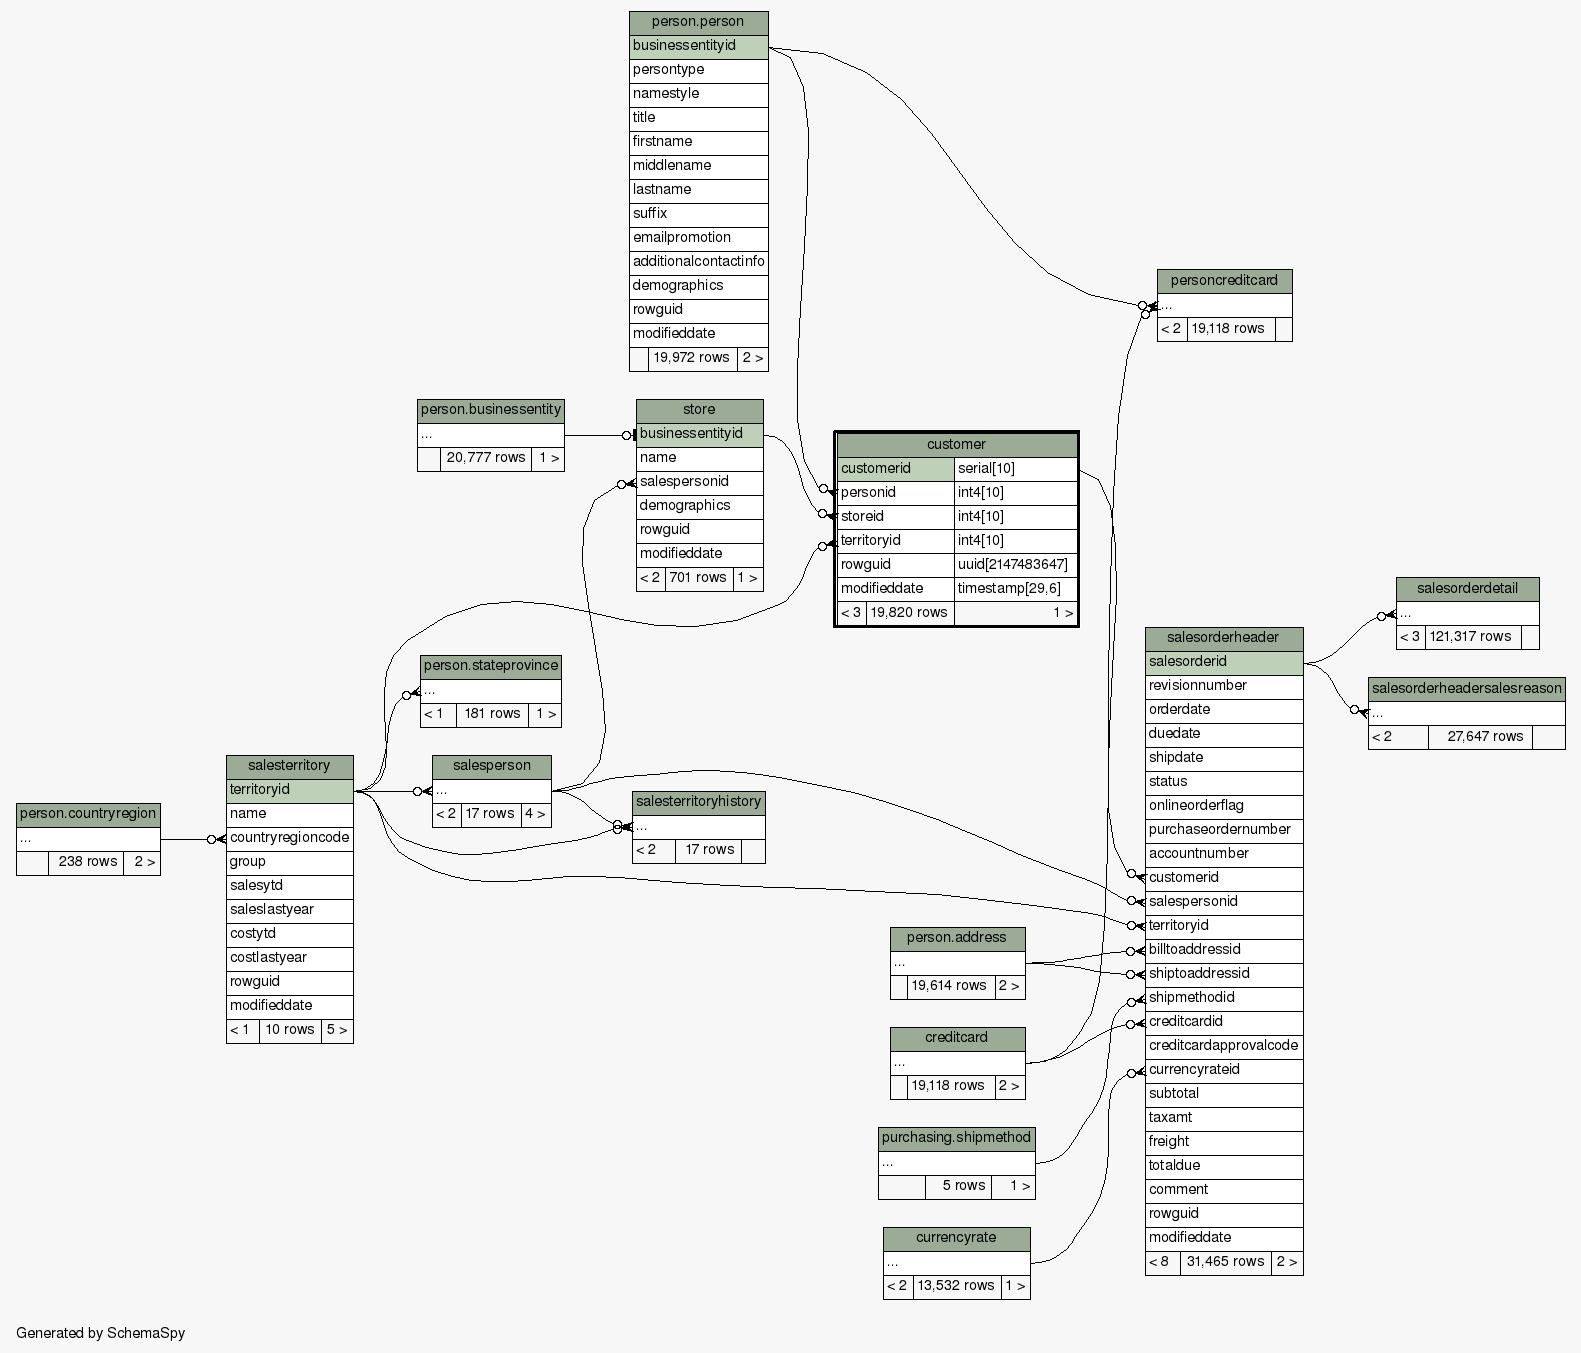 person.person
businessentityid
persontype
namestyle
title
firstname
middlename
lastname
suffix
emailpromotion
additionalcontactinfo
demographics
rowguid
modifieddate
19,972 rows 2 >
personcreditcard
...
< 2 19,118 rows
person.businessentity
...
20,777 rows 1 >
store
businessentityid
name
salespersonid
demographics
rowguid
modifieddate
< 2 701 rows 1 >
customer
customerid serial[10]
personid int4[10]
storeid int4[10]
territoryid int4[10]
rowguid uuid[2147483647]
modifieddate timestamp[29,6]
< 3 19,820 rows 1 >
salesorderdetail
...
< 3 121,317 rows
salesorderheadersalesreason
...
< 2 27,647 rows
salesorderheader
salesorderid
revisionnumber
orderdate
duedate
shipdate
status
onlineorderflag
purchaseordernumber
accountnumber
customerid
salespersonid
territoryid
billtoaddressid
shiptoaddressid
shipmethodid
creditcardid
creditcardapprovalcode
currencyrateid
subtotal
taxamt
freight
totaldue
comment
rowguid
modifieddate
< 8 31,465 rows 2 >
person.stateprovince
...
< 1 181 rows 1 >
salesperson
...
< 2 17 rows 4 >
salesterritoryhistory
...
< 2 17 rows
salesterritory
territoryid
name
countryregioncode
group
salesytd
saleslastyear
costytd
costlastyear
rowguid
modifieddate
< 1 10 rows 5 >
person.countryregion
...
238 rows 2 >
person.address
...
19,614 rows 2 >
creditcard
...
19,118 rows 2 >
purchasing.shipmethod
...
5 rows 1 >
currencyrate
...
< 2 13,532 rows 1 >
Generated by SchemaSpy